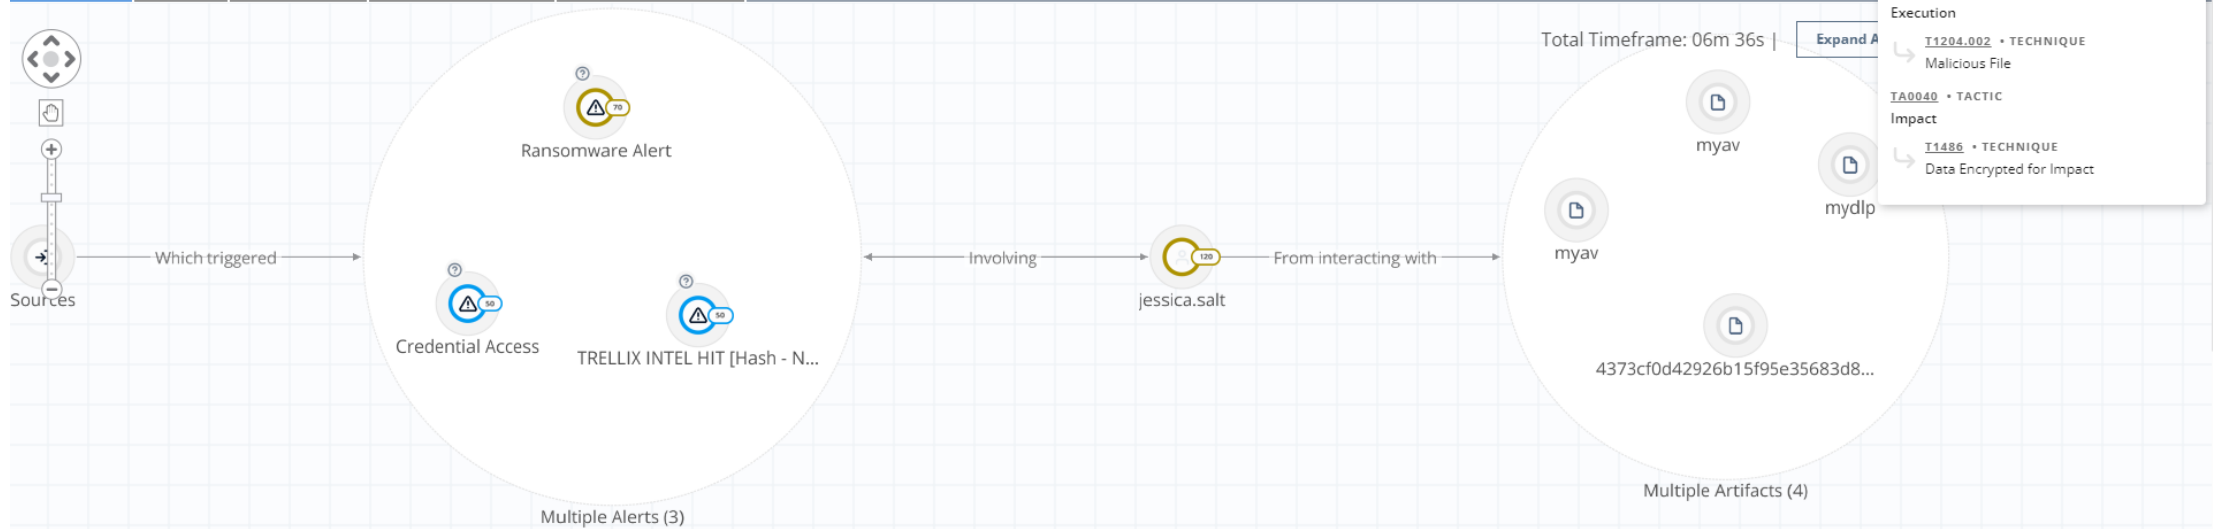 Total Timeframe: 06m 36s |
Expand A
Execution
T1204.002 • TECHNIQUE
Malicious File
TA0040 • TACTIC
Impact
T1486 • TECHNIQUE
Data Encrypted for Impact
?
70
Ransomware Alert
?
50
Credential Access
?
50
TRELLIX INTEL HIT [Hash - N...
Multiple Alerts (3)
Sources
Which triggered
Involving
120
jessica.salt
From interacting with
myav
mydlp
myav
4373cf0d42926b15f95e35683d8...
Multiple Artifacts (4)